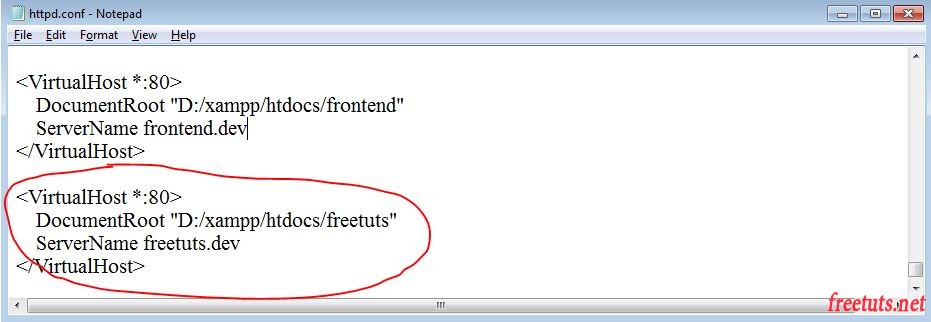 httpd.conf - Notepad
File Edit Format View Help
<VirtualHost *:80>
DocumentRoot "D:/xampp/htdocs/frontend"
ServerName frontend.dev
</VirtualHost>
<VirtualHost *:80>
DocumentRoot "D:/xampp/htdocs/freetuts"
ServerName freetuts.dev
</VirtualHost>
freetuts.net